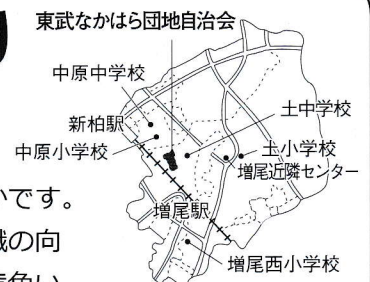 東武なかはら団地自治会
中原中学校
新柏駅
中原小学校
土中学校
土小学校
増尾近隣センター
増尾駅
増尾西小学校
いです。
識の向